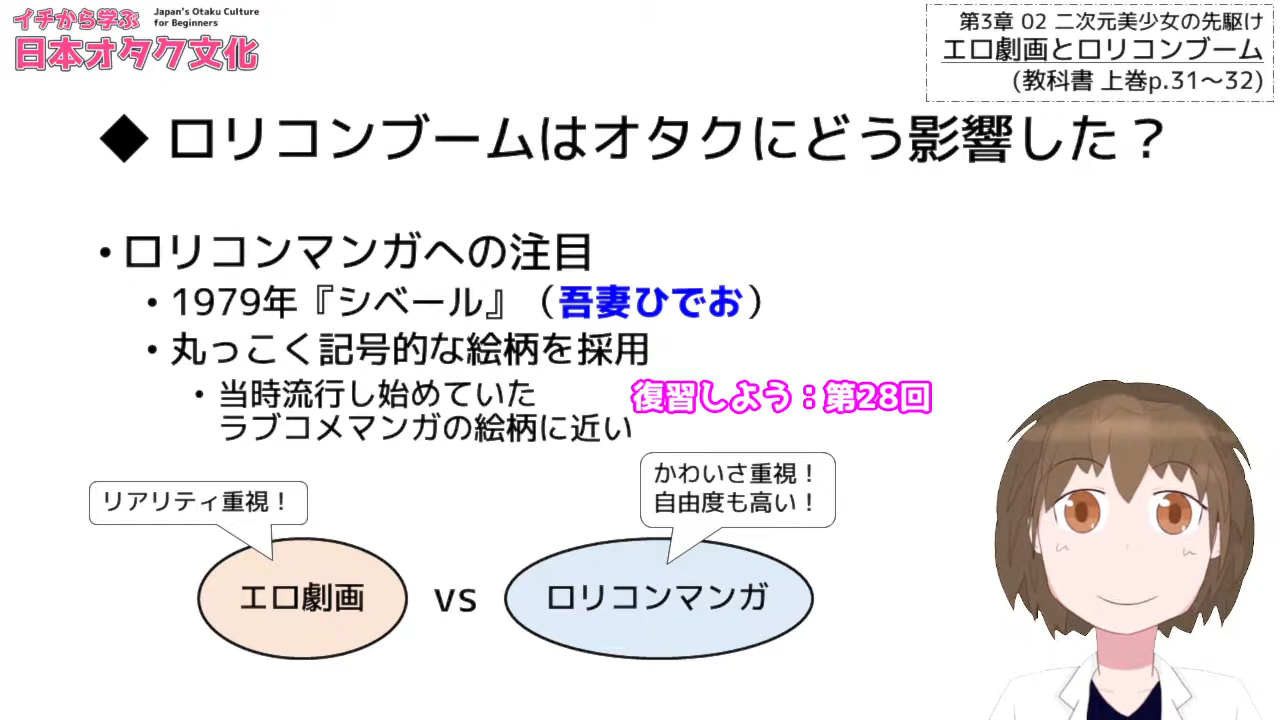 イチから学ぶ
日本オタク文化
Japan's Otaku Culture
for Beginners
第3章 02 二次元美少女の先駆け
エロ劇画とロリコンブーム
(教科書 上巻p.31〜32)
◆ ロリコンブームはオタクにどう影響した？
・ロリコンマンガへの注目
・1979年『シベール』（吾妻ひでお）
・丸っこく記号的な絵柄を採用
・当時流行し始めていた
ラブコメマンガの絵柄に近い
復習しよう：第28回
リアリティ重視！
かわいさ重視！
自由度も高い！
エロ劇画
vs
ロリコンマンガ